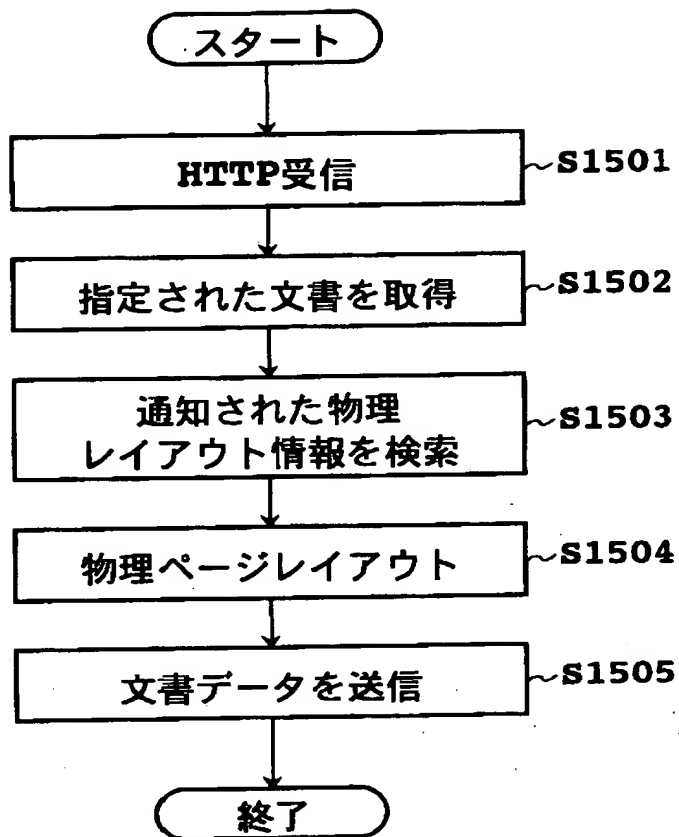 スタート
HTTP受信
~S1501
指定された文書を取得
~S1502
通知された物理
レイアウト情報を検索
~S1503
物理ページレイアウト
~S1504
文書データを送信
~S1505
終了